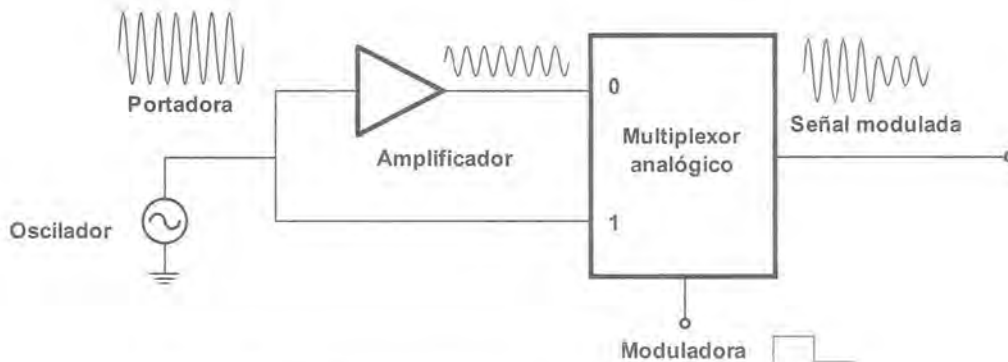 Portadora
Amplificador
Oscilador
0
1
Multiplexor
analógico
Señal modulada
Moduladora